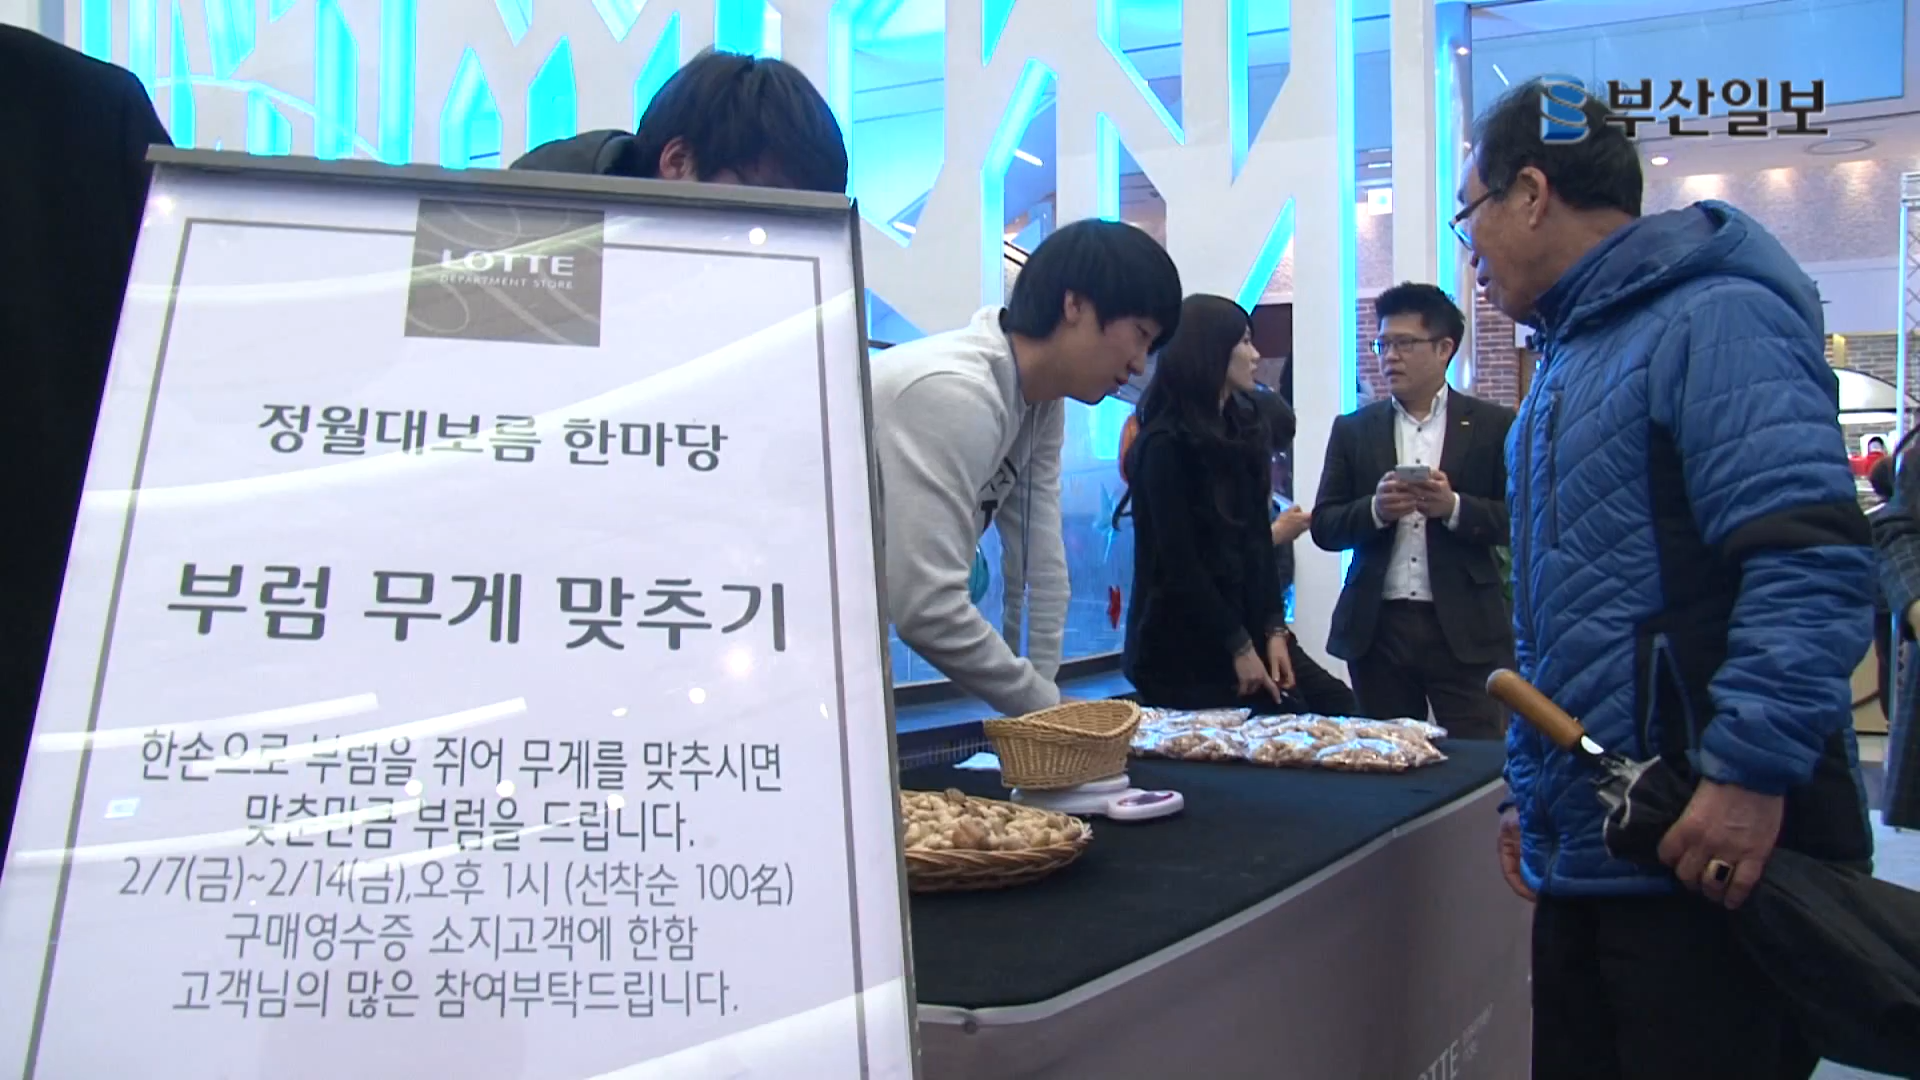 부산일보
LOTTE
DEPARTMENT STORE
정월대보름 한마당
부럼 무게 맞추기
한손으로 부럼을 쥐어 무게를 맞추시면
맞춘만큼 부럼을 드립니다.
2/7(금)~2/14(금),오후 1시 (선착순 100名)
구매영수증 소지고객에 한함
고객님의 많은 참여부탁드립니다.